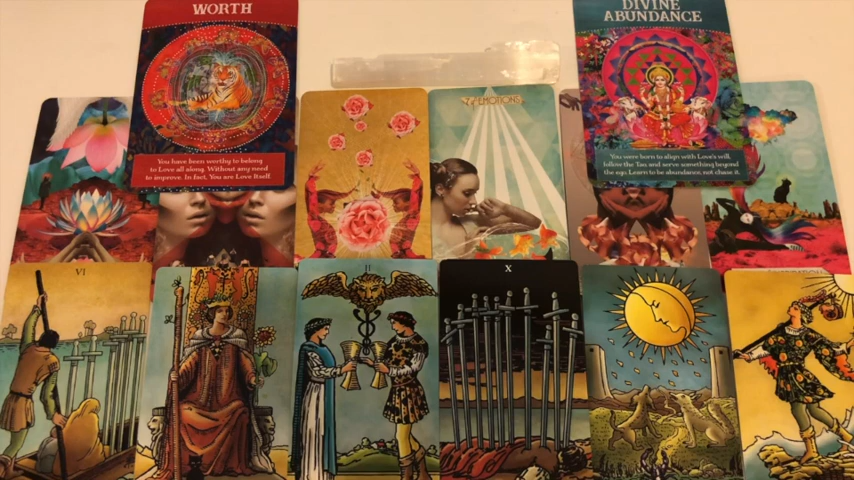 WORTH
You have been worthy to belong
to Love all along. Without any need
to improve. In fact, You are Love itself.
DIVINE
ABUNDANCE
You were born to align with Love's will,
follow the Tao and serve something beyond
the ego. Learn to be abundance, not chase it.
EMOTIONS
VI
II
X